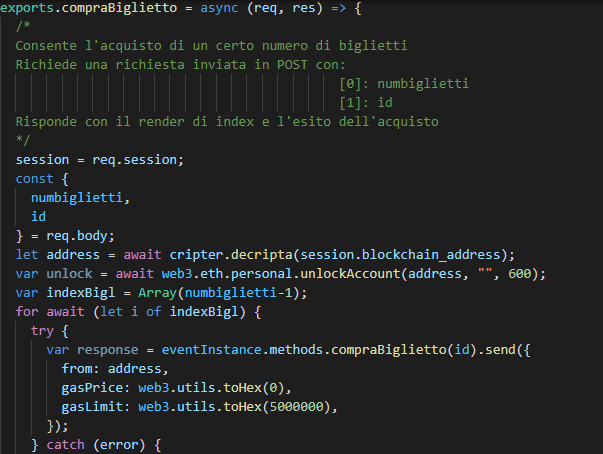 exports.compraBiglietto = async (req, res) => {
/*
Consente l'acquisto di un certo numero di biglietti
Richiede una richiesta inviata in POST con:
[0]: numbiglietti
[1]: id
Risponde con il render di index e l'esito dell'acquisto
*/
session = req.session;
const {
numbiglietti,
id
} = req.body;
let address = await cripter.decripta(session.blockchain_address);
var unlock = await web3.eth.personal.unlockAccount(address, "", 600);
var indexBigl = Array(numbiglietti-1);
for await (let i of indexBigl) {
try {
var response = eventInstance.methods.compraBiglietto(id).send({
from: address,
gasPrice: web3.utils.toHex(0),
gasLimit: web3.utils.toHex(5000000),
});
} catch (error) {